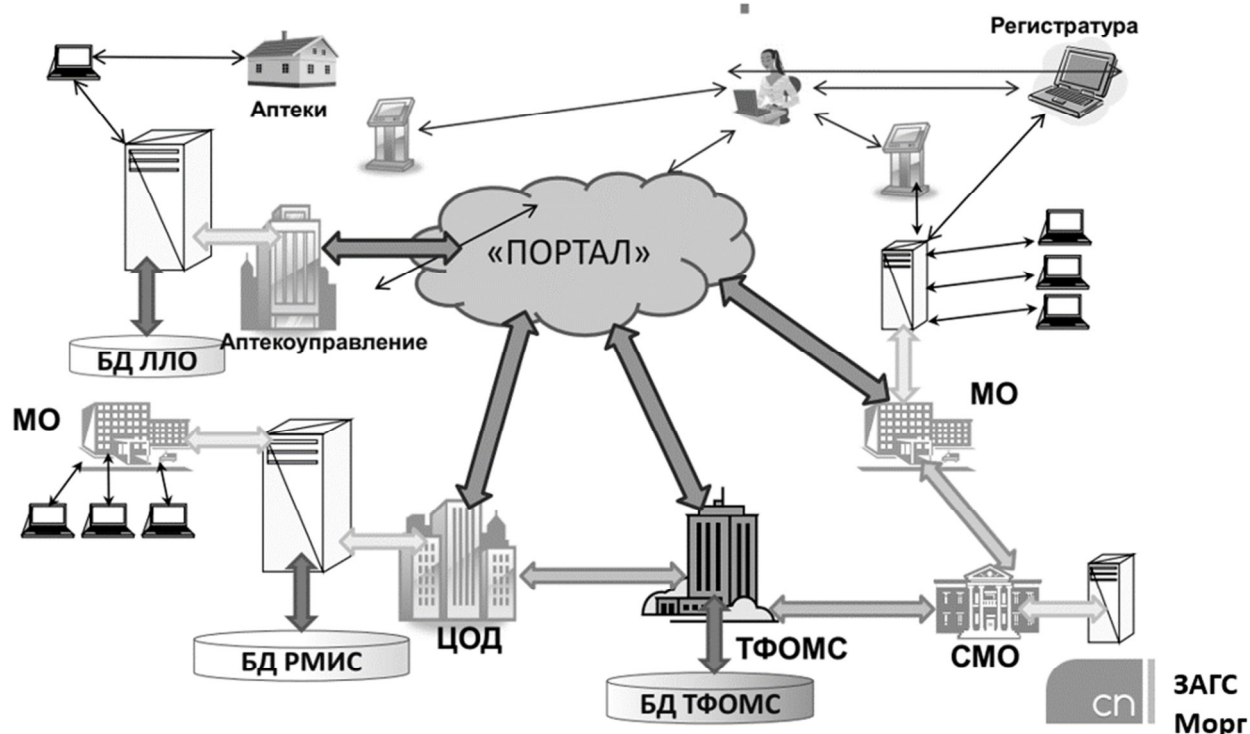 Регистратура
Аптеки
«ПОРТАЛ»
Аптекоуправление
БД ЛЛО
МО
МО
ЦОД
ТФОМС
СМО
БД РМИС
БД ТФОМС
cn
ЗАГС
Морг